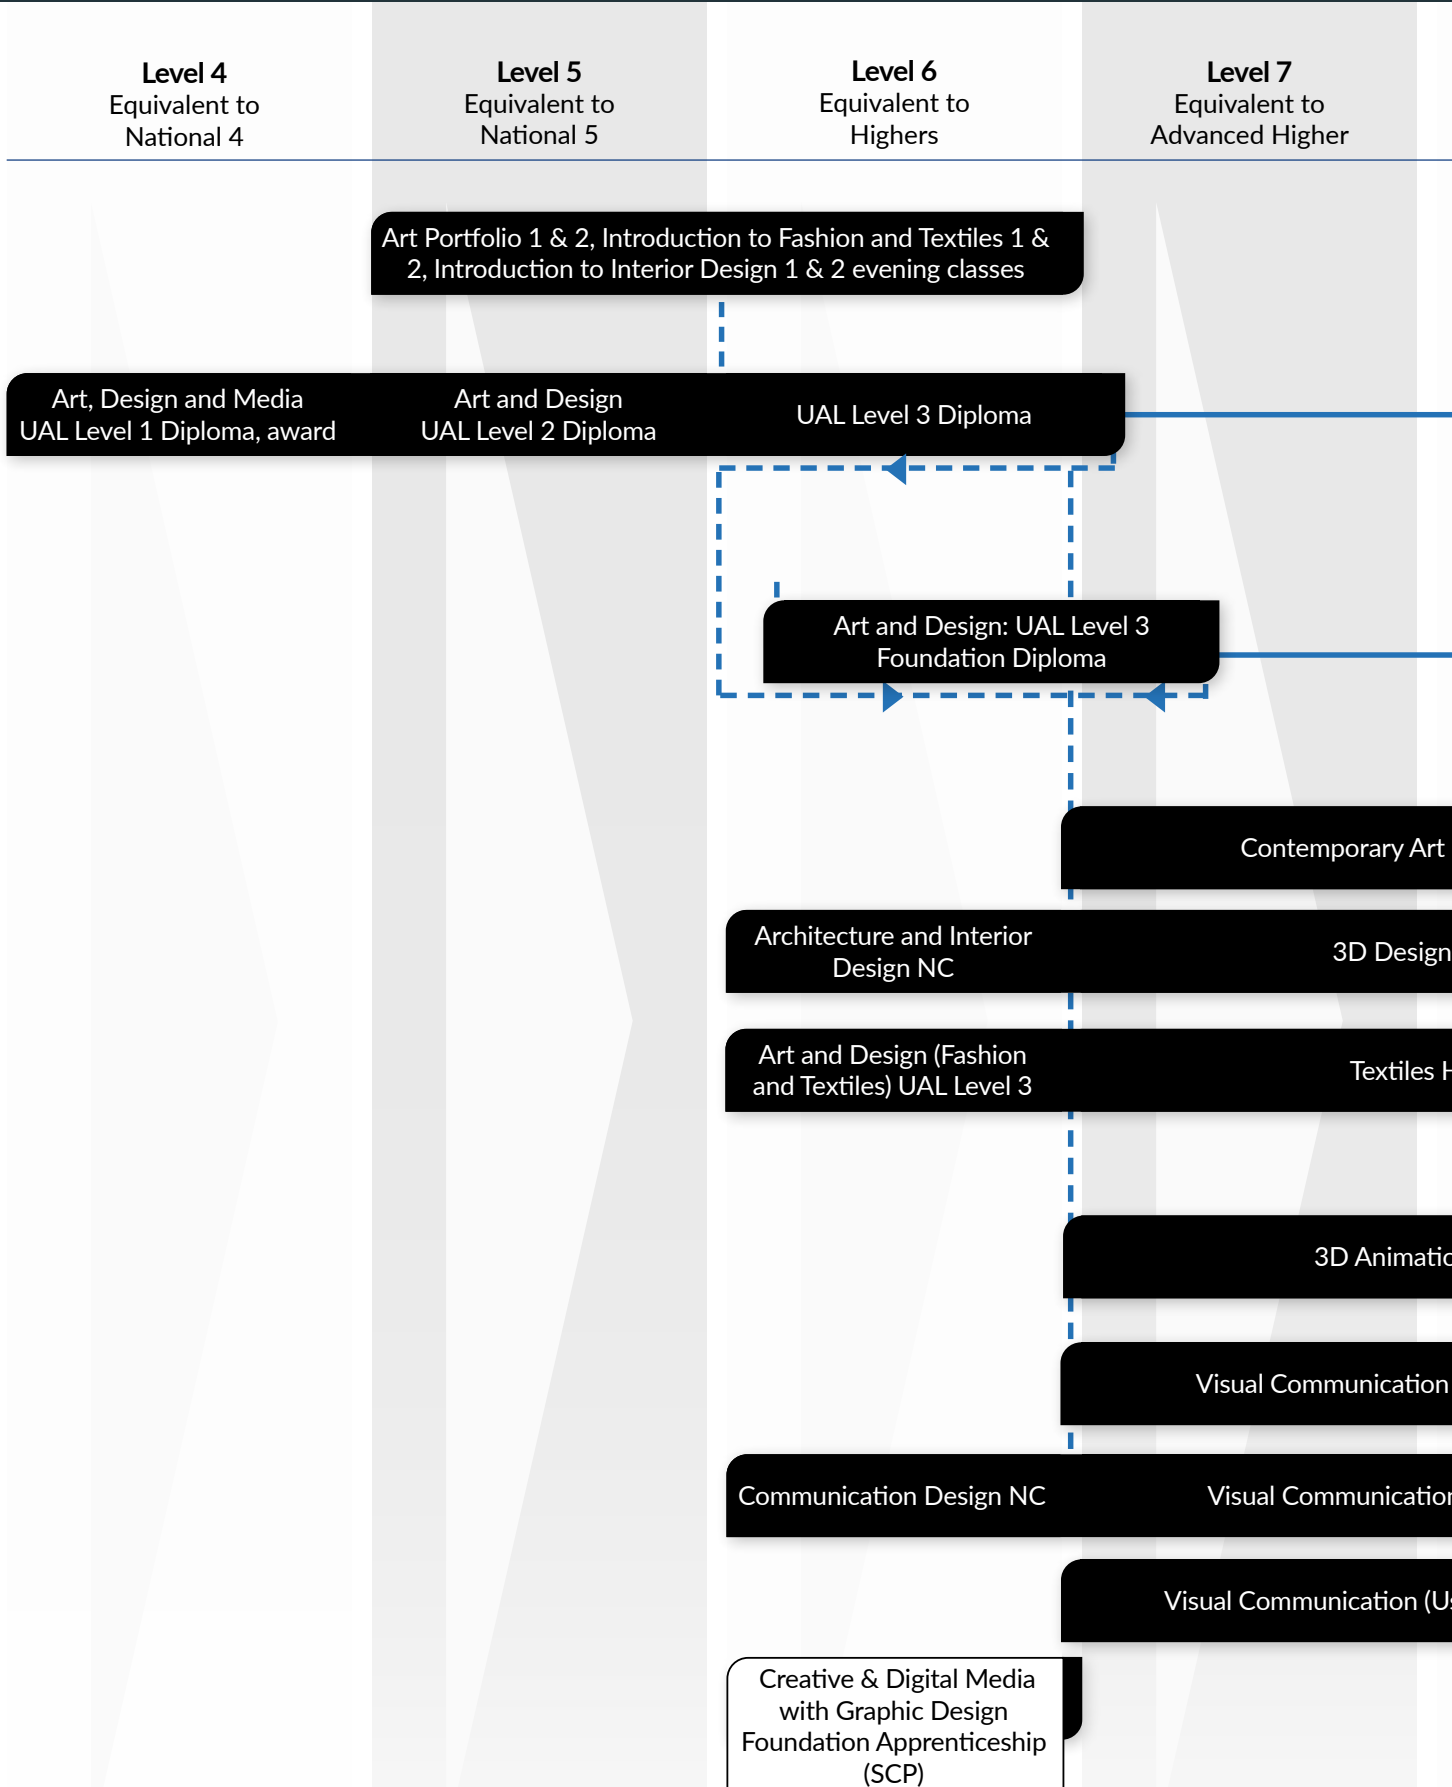 Level 4
Equivalent to
National 4
Level 5
Equivalent to
National 5
Level 6
Equivalent to
Highers
Level 7
Equivalent to
Advanced Higher
Art Portfolio 1 & 2, Introduction to Fashion and Textiles 1 &
2, Introduction to Interior Design 1 & 2 evening classes
Art, Design and Media
UAL Level 1 Diploma, award
Art and Design
UAL Level 2 Diploma
UAL Level 3 Diploma
Art and Design: UAL Level 3
Foundation Diploma
Contemporary Art
Architecture and Interior
Design NC
3D Design
Art and Design (Fashion
and Textiles) UAL Level 3
Textiles
3D
Visual Communication
Communication Design NC
Visual
Visual Communication
Creative & Digital Media
with Graphic Design
Foundation Apprenticeship
(SCP)